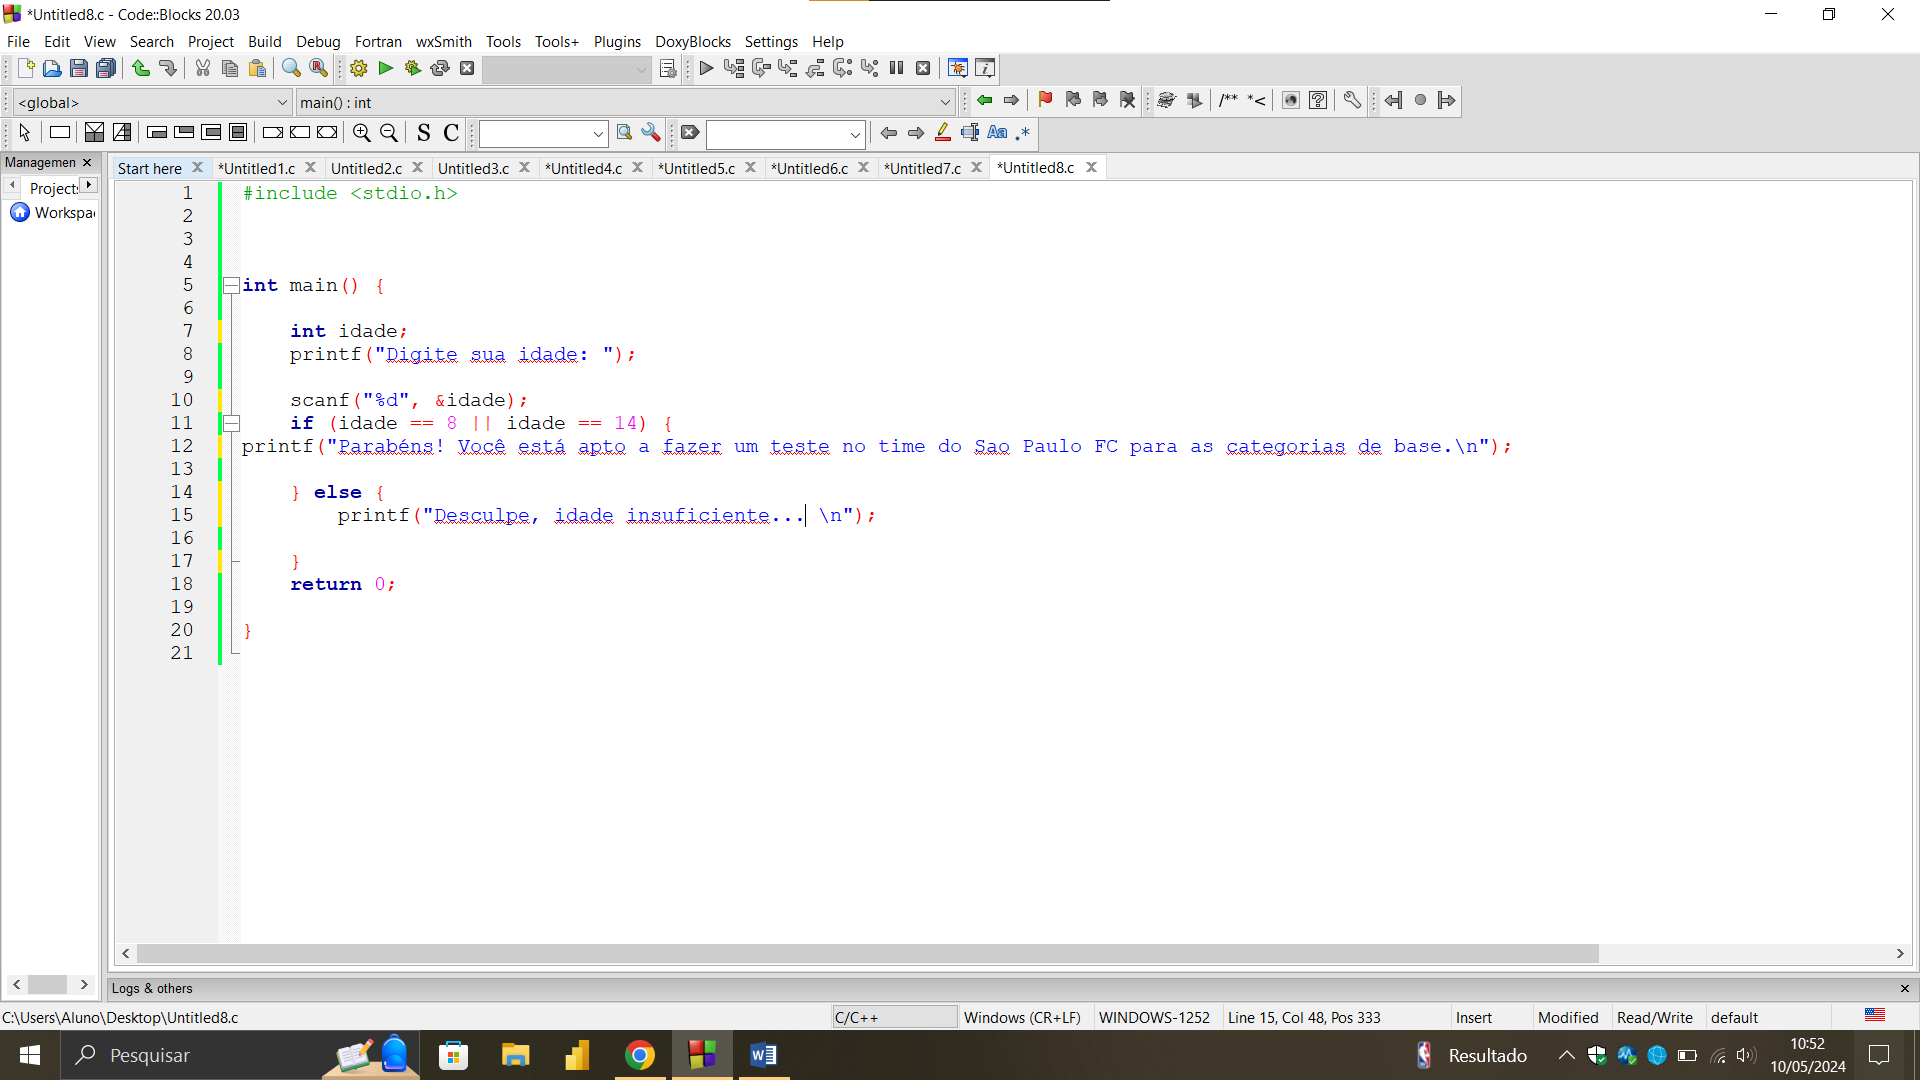 *Untitled8.c - Code::Blocks 20.03
File Edit View Search Project Build Debug Fortran wxSmith Tools Tools+ Plugins DoxyBlocks Settings Help
<global> main() : int
/** *<
S C Aa .*
Managemen
Start here *Untitled1.c Untitled2.c Untitled3.c *Untitled4.c *Untitled5.c *Untitled6.c *Untitled7.c *Untitled8.c
Projects
Workspa
1 #include <stdio.h>
2
3
4
5 int main() {
6
7 int idade;
8 printf("Digite sua idade: ");
9
10 scanf("%d", &idade);
11 if (idade == 8 || idade == 14) {
12 printf("Parabéns! Você está apto a fazer um teste no time do Sao Paulo FC para as categorias de base.\n");
13
14 } else {
15 printf("Desculpe, idade insuficiente... \n");
16
17 }
18 return 0;
19
20 }
21
Logs & others
C:\Users\Aluno\Desktop\Untitled8.c C/C++ Windows (CR+LF) WINDOWS-1252 Line 15, Col 48, Pos 333 Insert Modified Read/Write default
Pesquisar
Resultado
10:52
10/05/2024